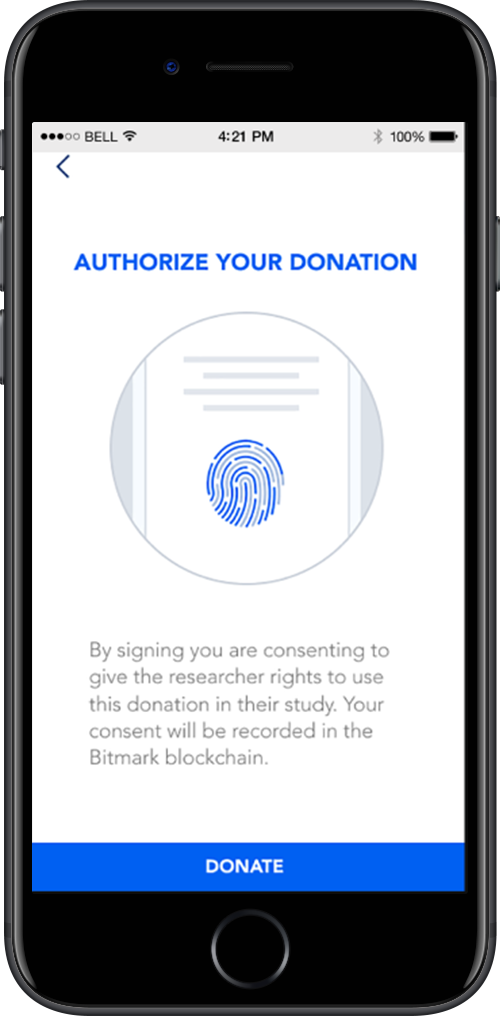 BELL 4:21 PM 100%
AUTHORIZE YOUR DONATION
By signing you are consenting to
give the researcher rights to use
this donation in their study. Your
consent will be recorded in the
Bitmark blockchain.
DONATE